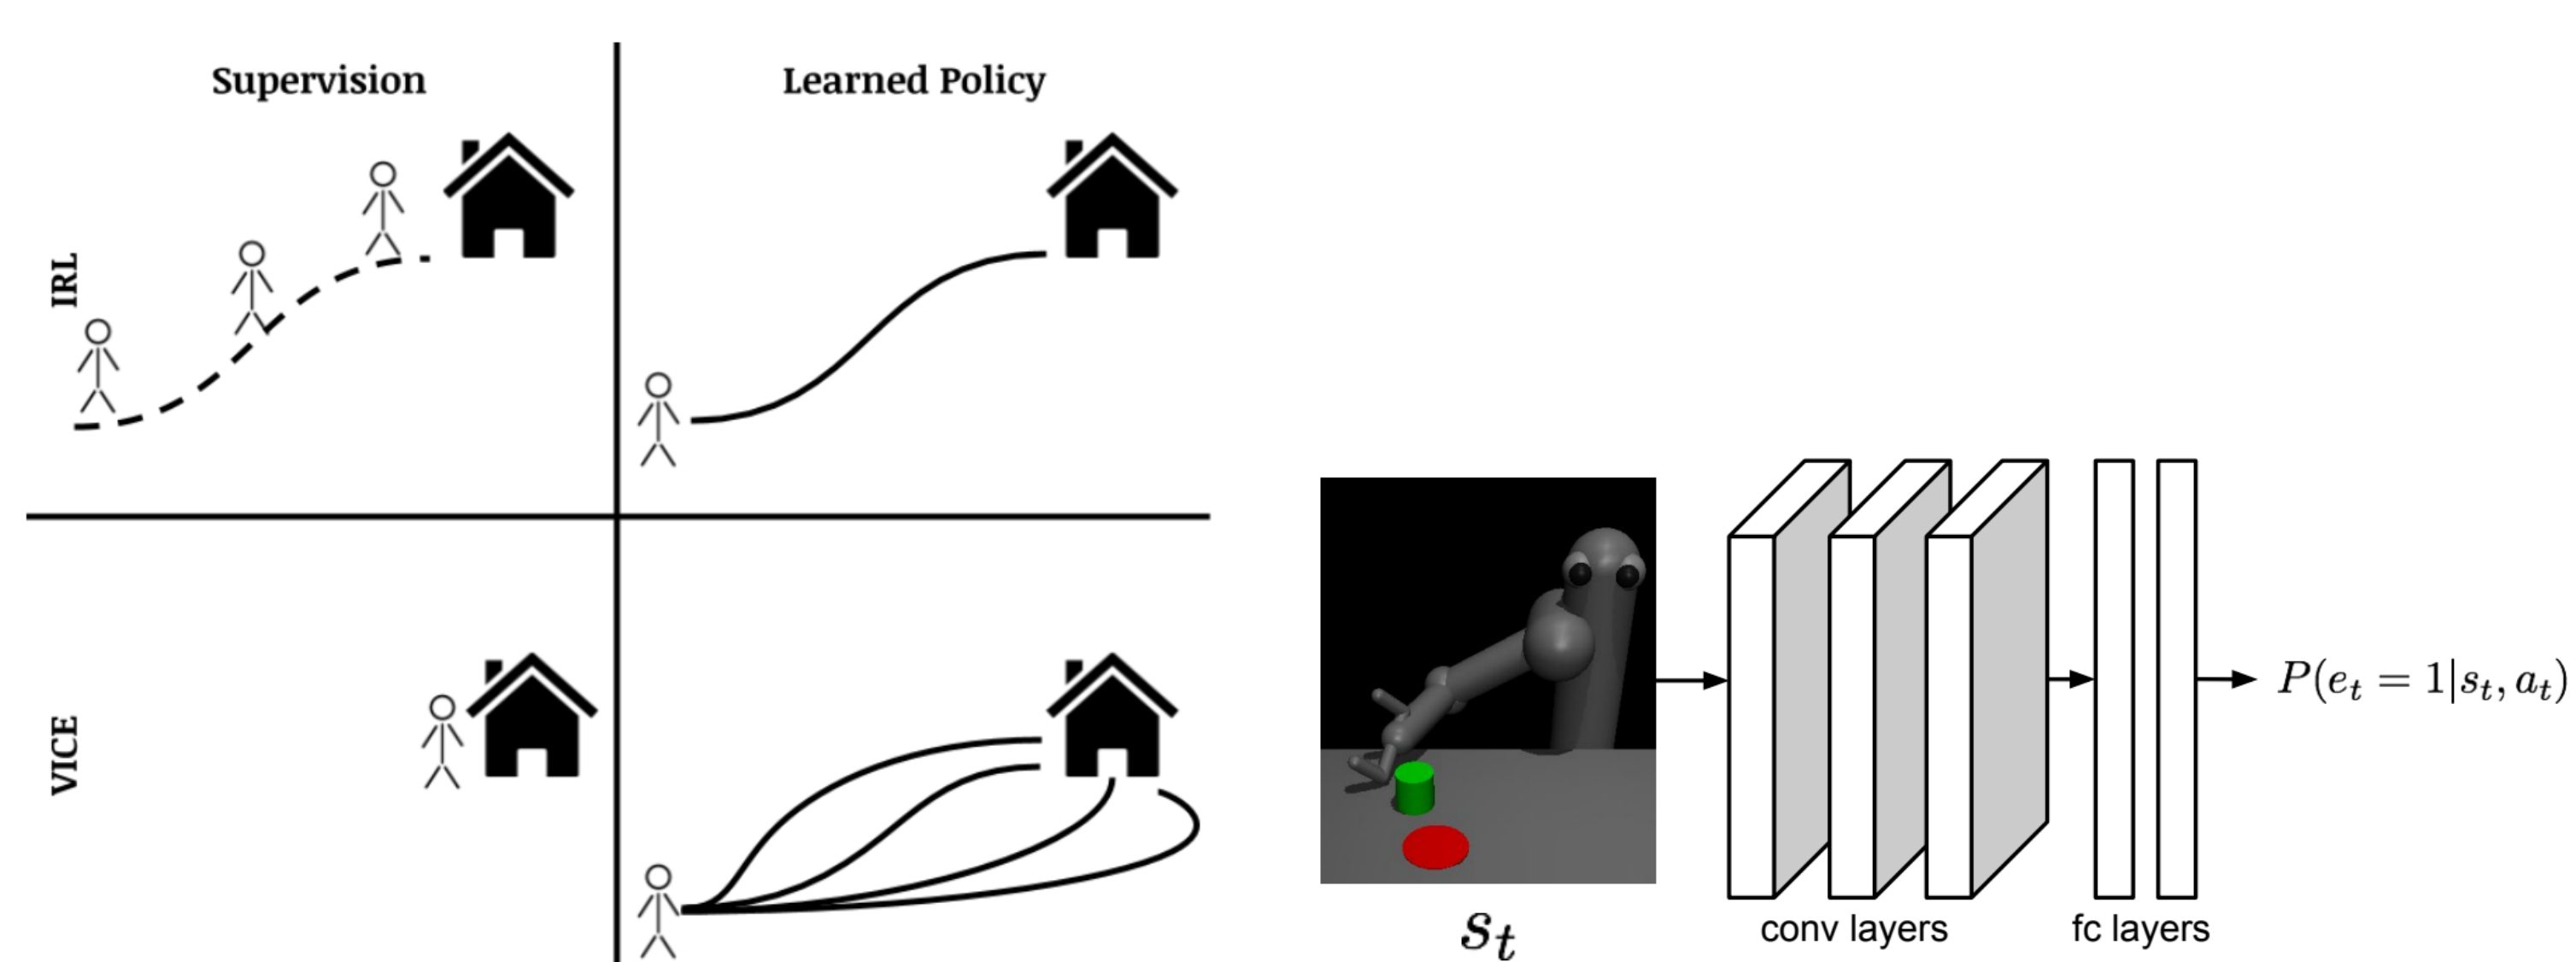 Supervision
Learned Policy
IRL
VICE
s_t
conv layers
fc layers
P(e_t = 1|s_t, a_t)